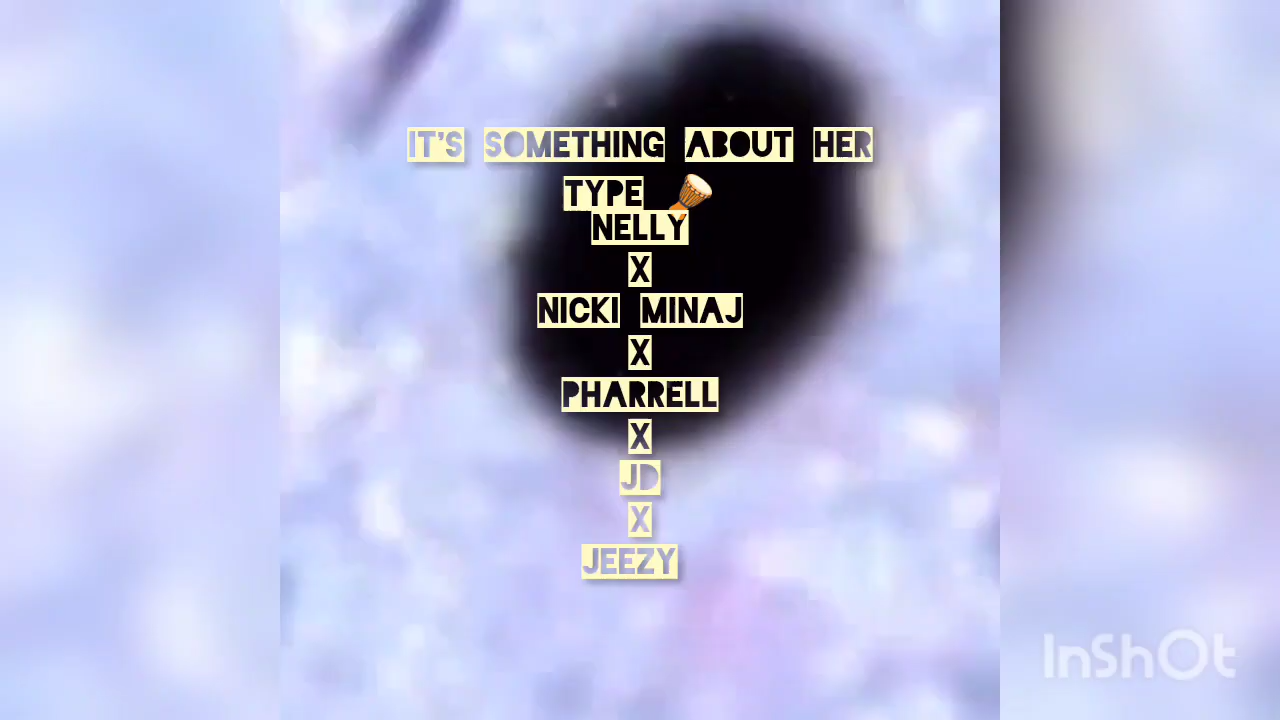 IT'S SOMETHING ABOUT HER
TYPE 🪘
NELLY
X
NICKI MINAJ
X
PHARRELL
X
JD
X
JEEZY
InShOt